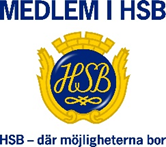 MEDLEM I HSB
HSB
HSB – där möjligheterna bor